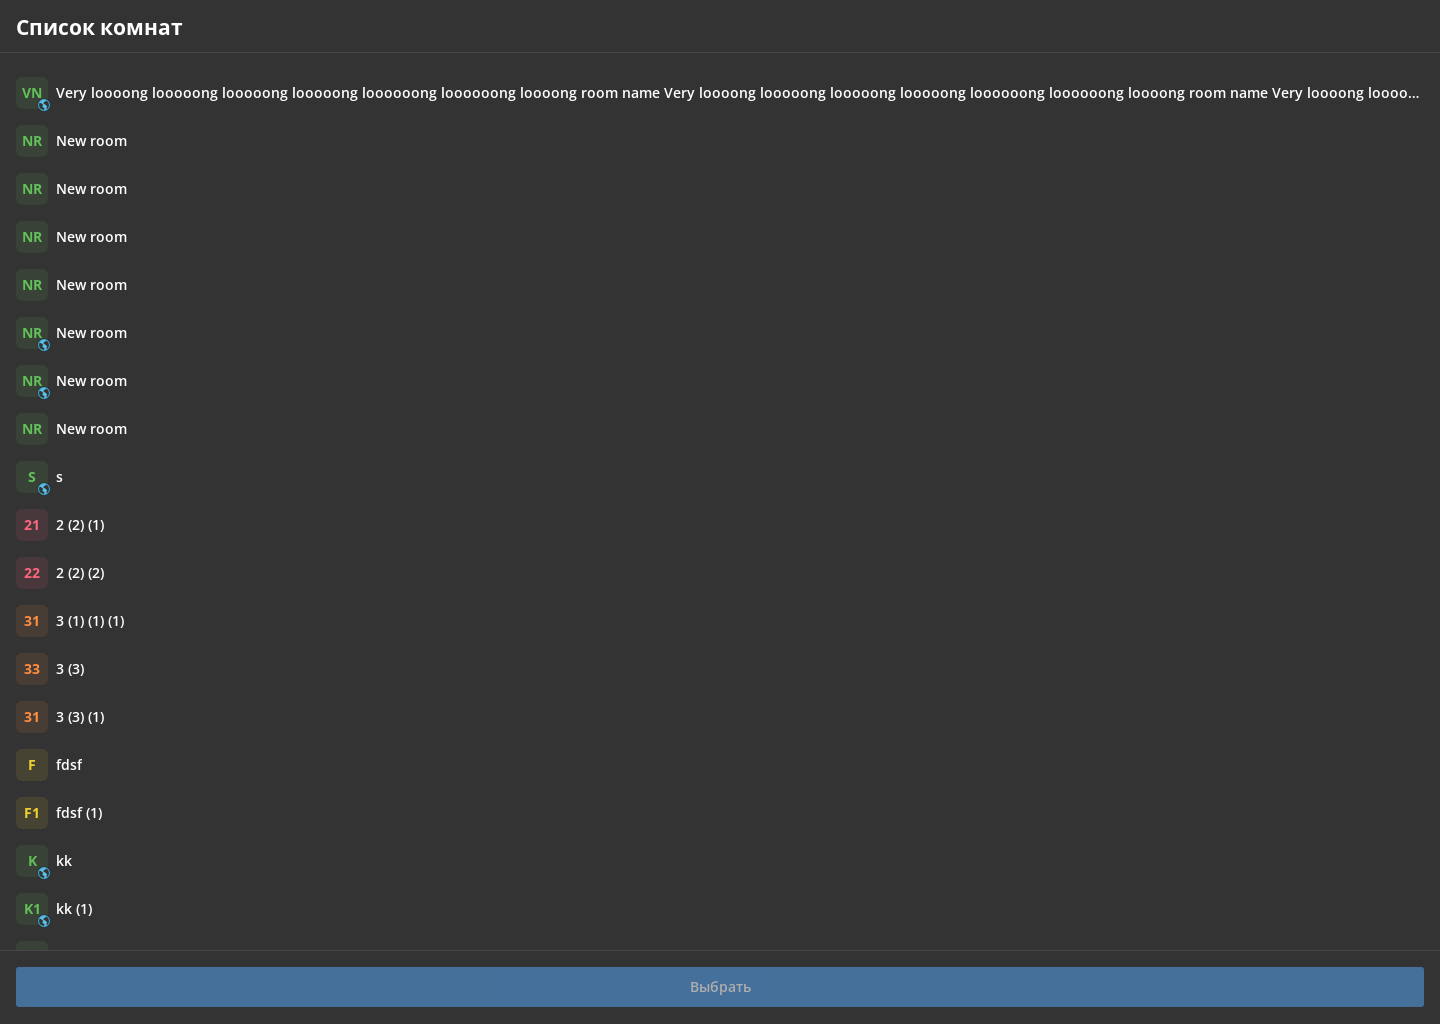 Список комнат
VN Very loooong looooong looooong looooong loooooong loooooong loooong room name Very loooong looooong looooong looooong loooooong loooooong loooong room name Very loooong loooo...
NR New room
NR New room
NR New room
NR New room
NR New room
NR New room
NR New room
S s
21 2 (2) (1)
22 2 (2) (2)
31 3 (1) (1) (1)
33 3 (3)
31 3 (3) (1)
F fdsf
F1 fdsf (1)
K kk
K1 kk (1)
Выбрать